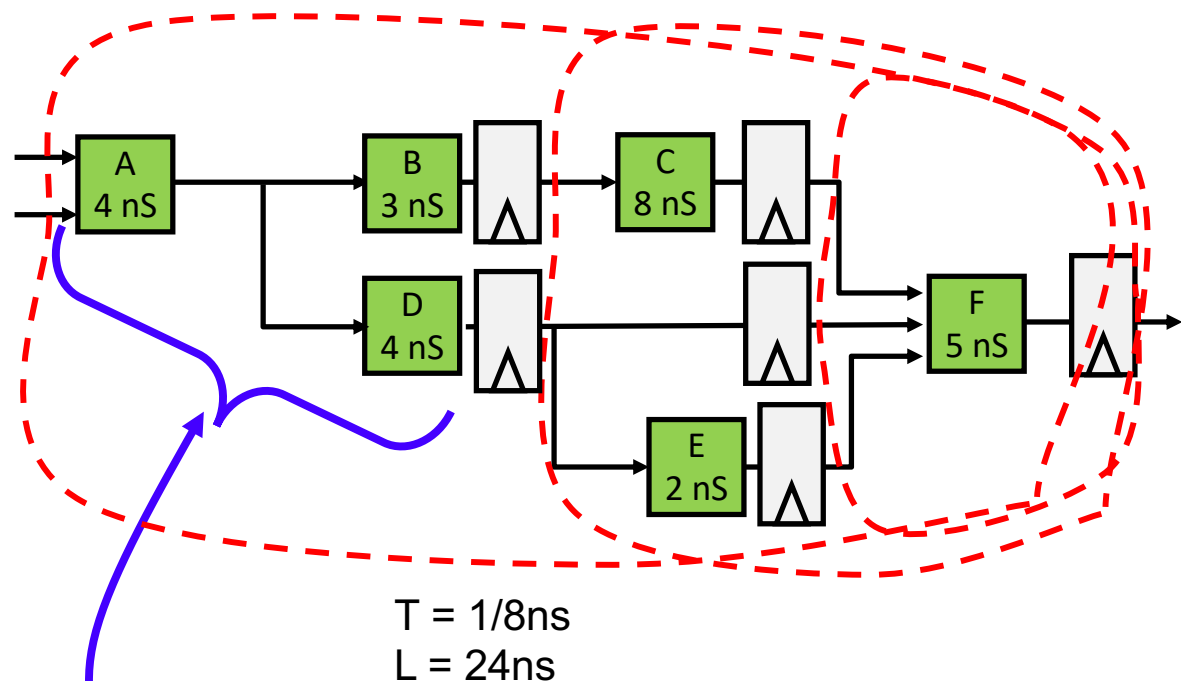 A
4 nS
B
3 nS
C
8 nS
D
4 nS
F
5 nS
E
2 nS
T = 1/8ns
L = 24ns